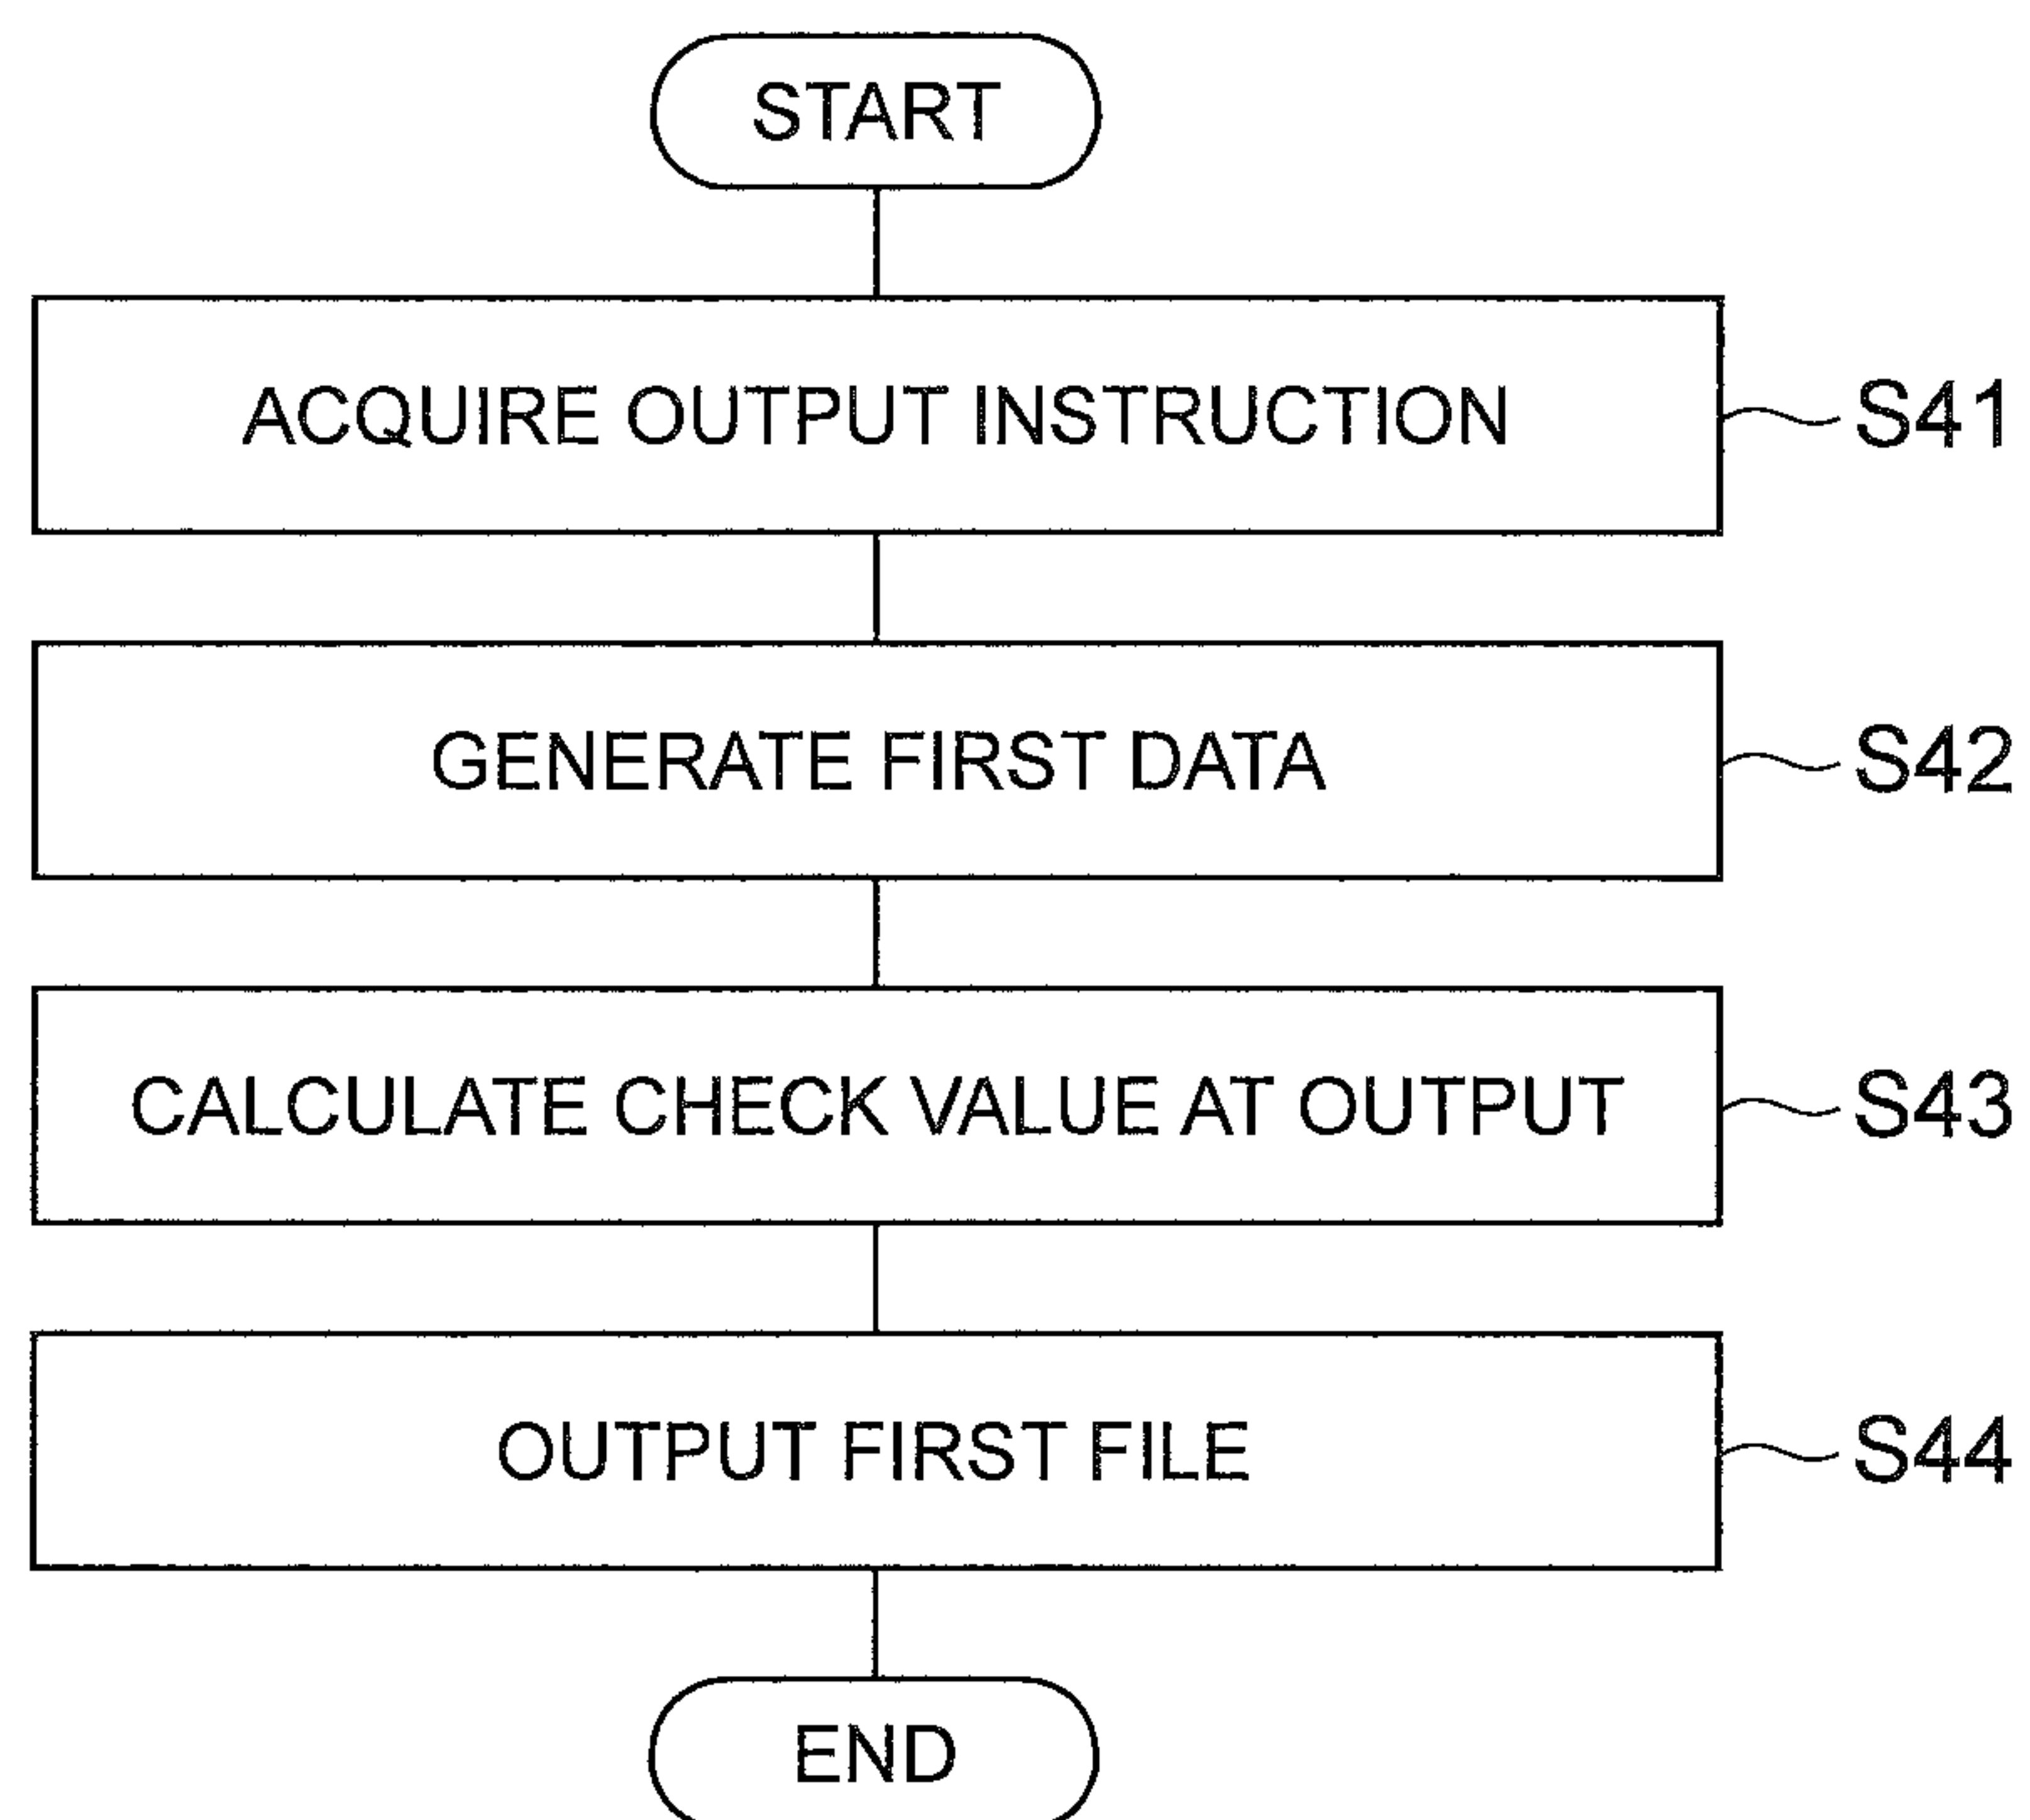 START
ACQUIRE OUTPUT INSTRUCTION
S41
GENERATE FIRST DATA
S42
CALCULATE CHECK VALUE AT OUTPUT
S43
OUTPUT FIRST FILE
S44
END